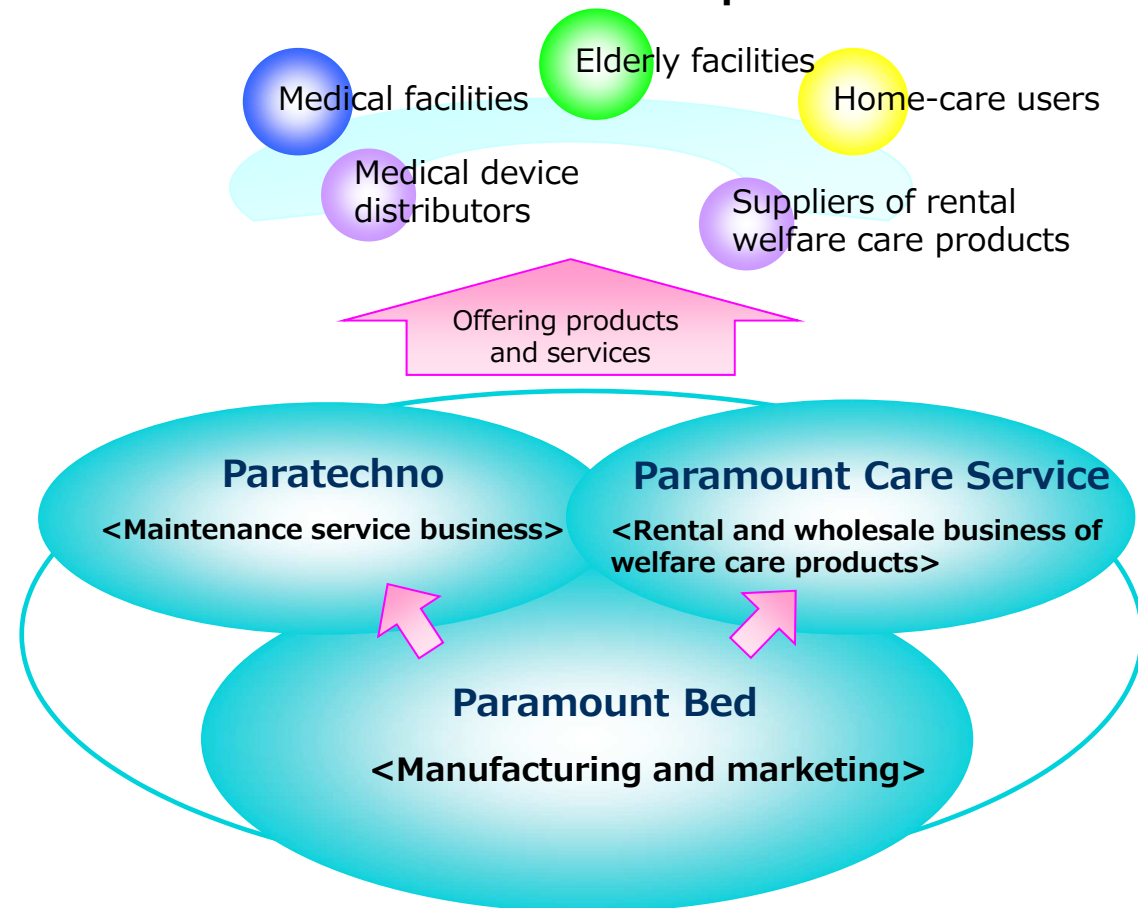 Elderly facilities
Medical facilities
Home-care users
Medical device
distributors
Suppliers of rental
welfare care products
Offering products
and services
Paratechno
<Maintenance service business>
Paramount Care Service
<Rental and wholesale business of
welfare care products>
Paramount Bed
<Manufacturing and marketing>